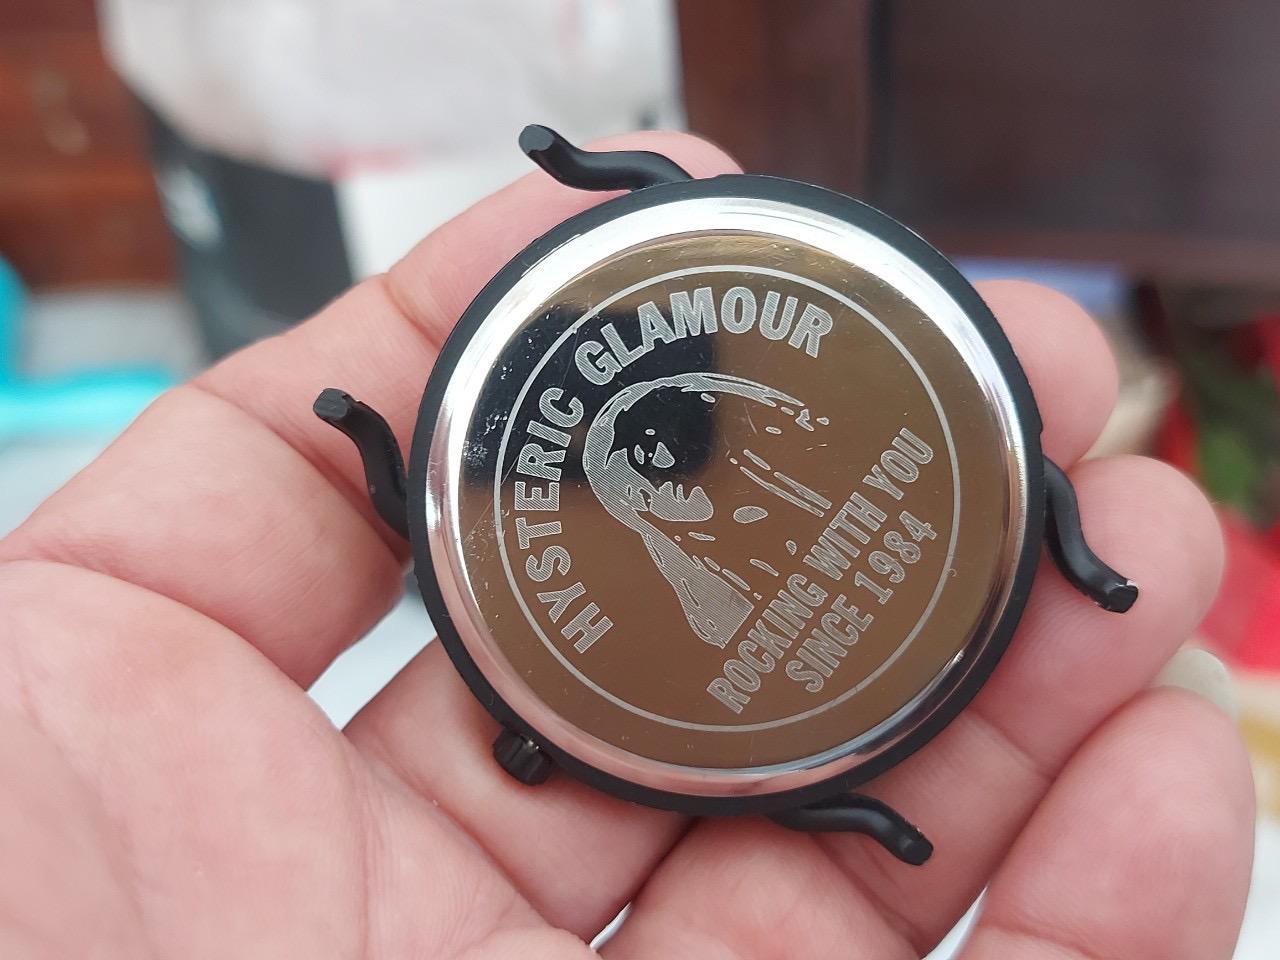 HYSTERIC GLAMOUR
ROCKING WITH YOU
SINCE 1984